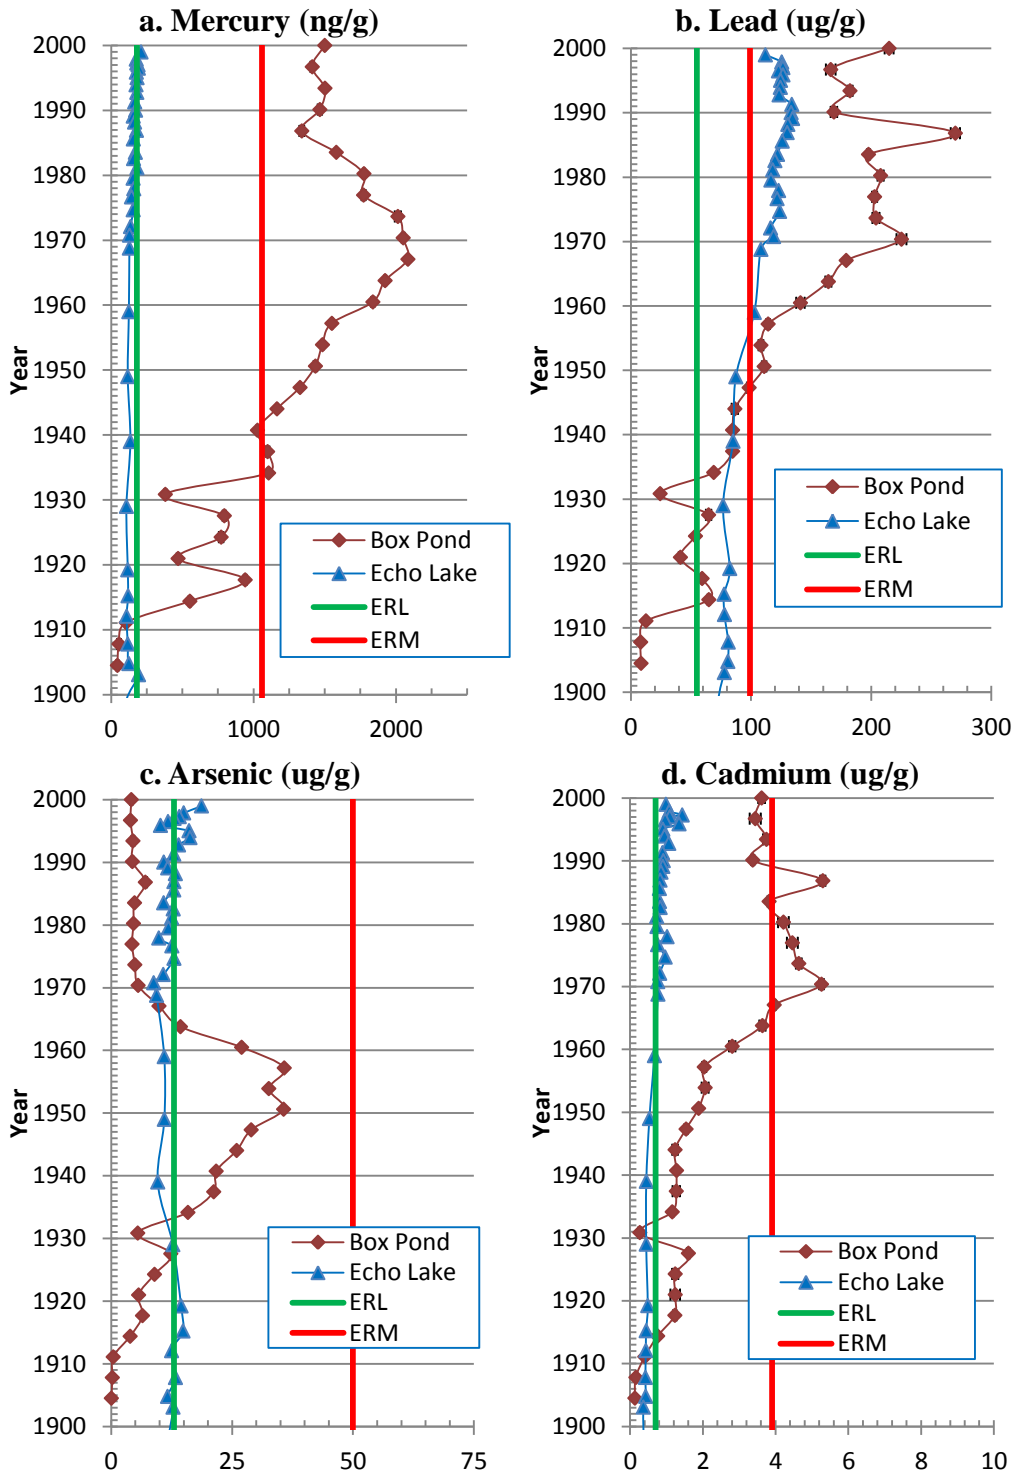 a. Mercury (ng/g)
2000
1990
1980
1970
1960
1950
1940
1930
1920
1910
1900
Year
0
1000
2000
Box Pond
Echo Lake
ERL
ERM
b. Lead (ug/g)
2000
1990
1980
1970
1960
1950
1940
1930
1920
1910
1900
Year
0
100
200
300
Box Pond
Echo Lake
ERL
ERM
c. Arsenic (ug/g)
2000
1990
1980
1970
1960
1950
1940
1930
1920
1910
1900
Year
0
25
50
75
Box Pond
Echo Lake
ERL
ERM
d. Cadmium (ug/g)
2000
1990
1980
1970
1960
1950
1940
1930
1920
1910
1900
Year
0
2
4
6
8
10
Box Pond
Echo Lake
ERL
ERM